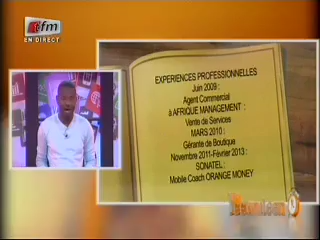 tfm
EN DIRECT
EXPERIENCES PROFESSIONNELLES
Juin 2009 :
Agent Commercial
à AFRIQUE MANAGEMENT :
Vente de Services
MARS 2010 :
Gérante de Boutique
Novembre 2011-Février 2013 :
SONATEL :
Mobile Coach ORANGE MONEY